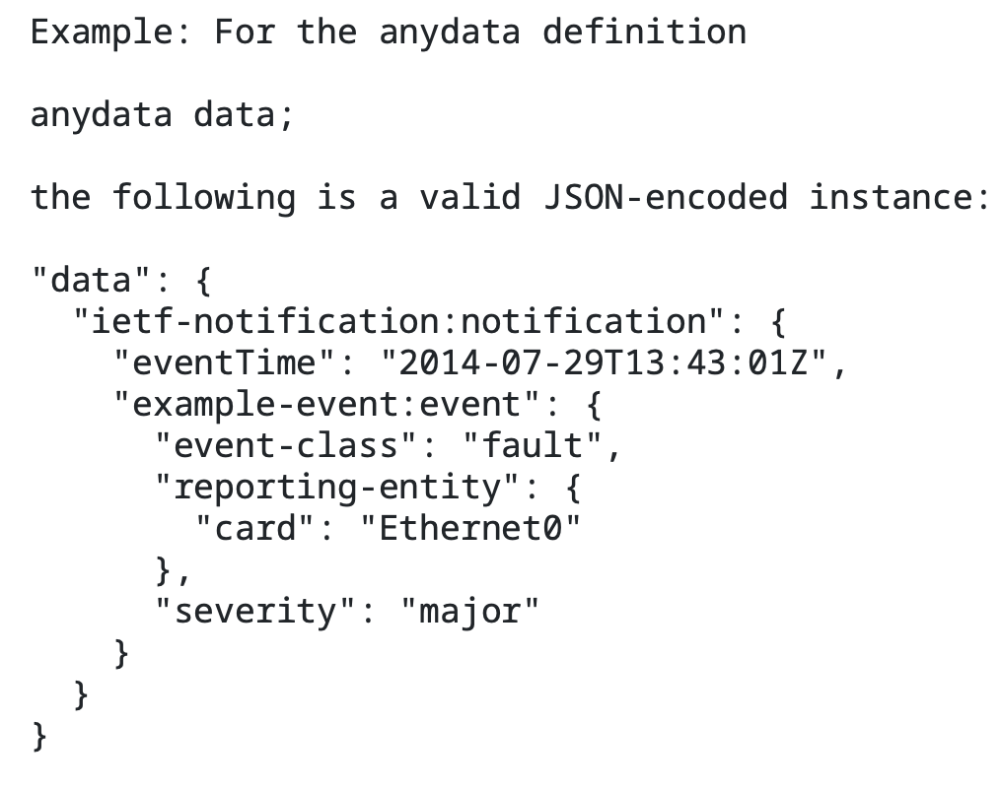 Example: For the anydata definition

anydata data;

the following is a valid JSON-encoded instance:

"data": {
  "ietf-notification:notification": {
    "eventTime": "2014-07-29T13:43:01Z",
    "example-event:event": {
      "event-class": "fault",
      "reporting-entity": {
        "card": "Ethernet0"
      },
      "severity": "major"
    }
  }
}